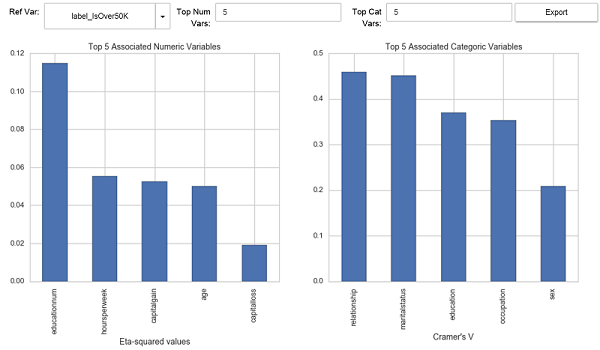 Ref Var: label_IsOver50K Top Num Vars: 5 Top Cat Vars: 5 Export
Top 5 Associated Numeric Variables
0.12
0.10
0.08
0.06
0.04
0.02
0.00
educationnum
hoursperweek
capitalgain
age
capitalloss
Eta-squared values
Top 5 Associated Categoric Variables
0.5
0.4
0.3
0.2
0.1
0.0
relationship
maritalstatus
education
occupation
sex
Cramer's V